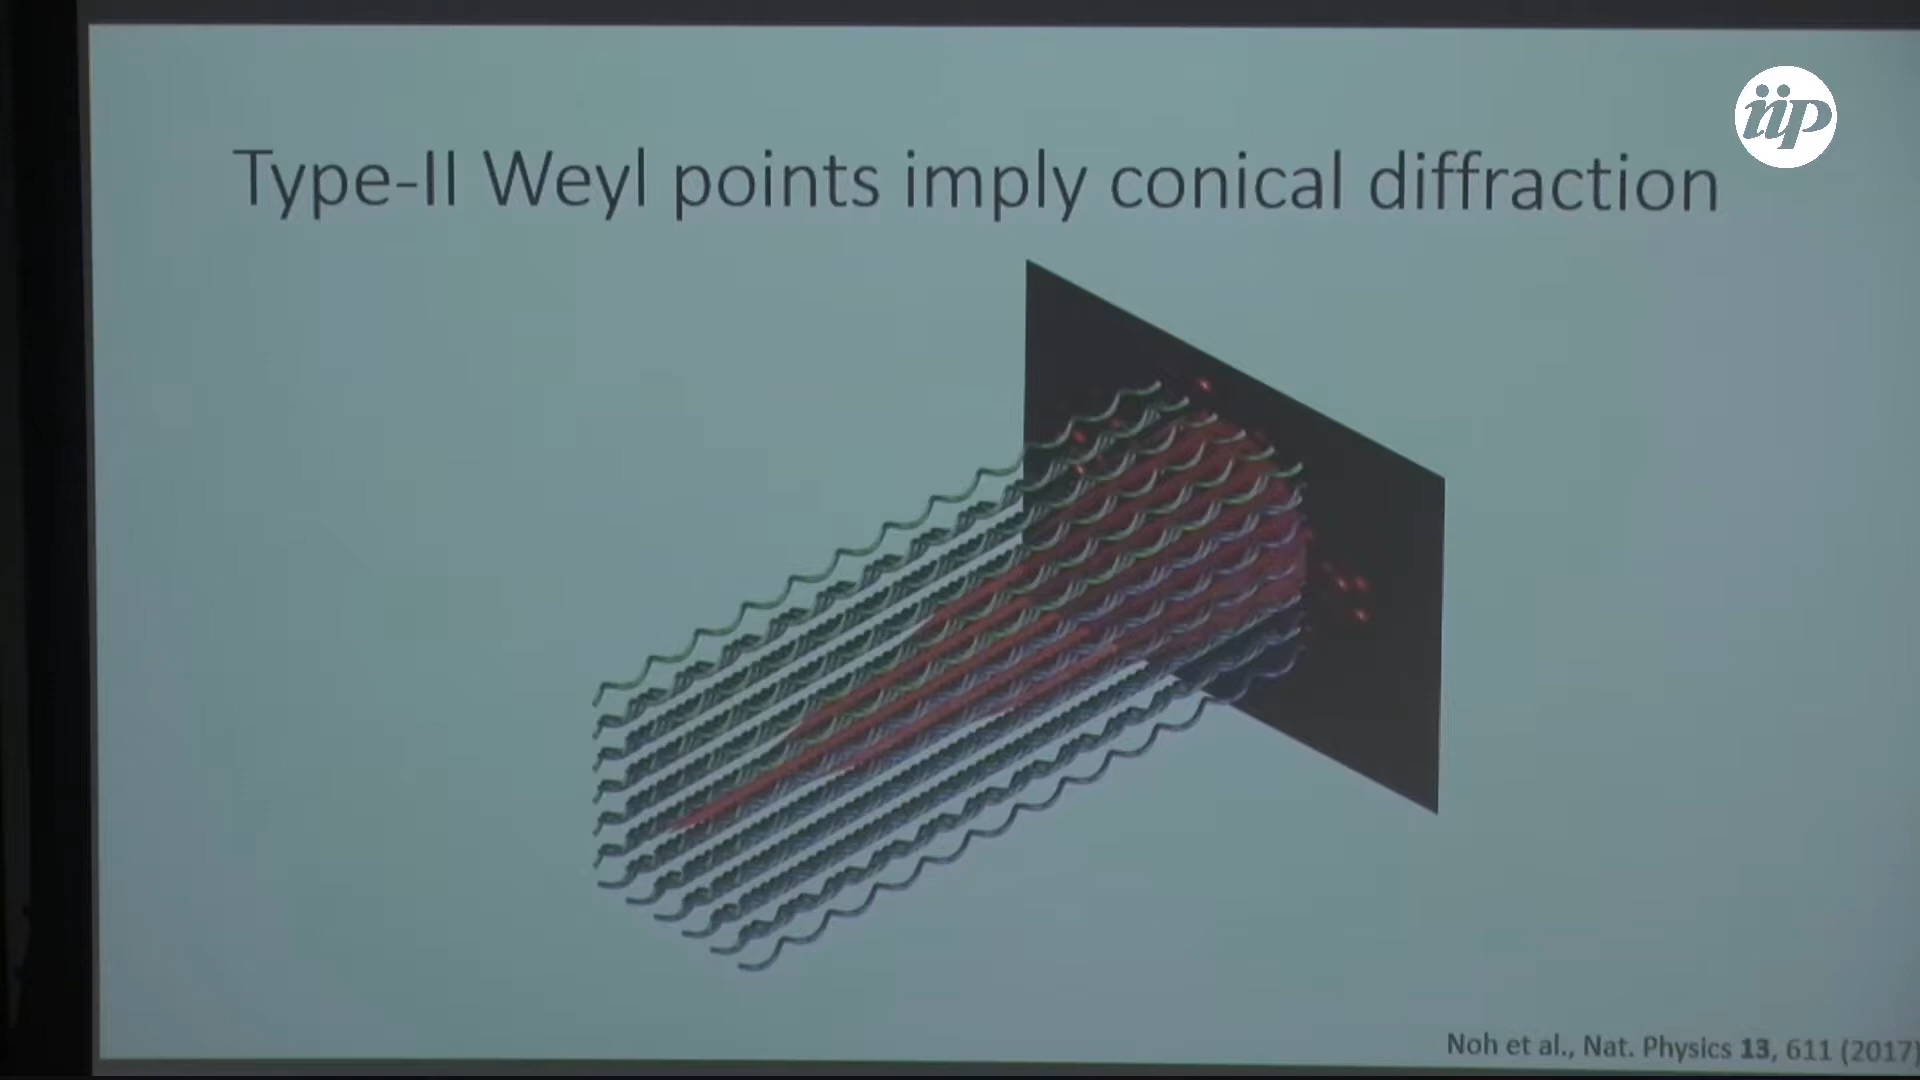 iip
Type-II Weyl points imply conical diffraction
Noh et al., Nat. Physics 13, 611 (2017)